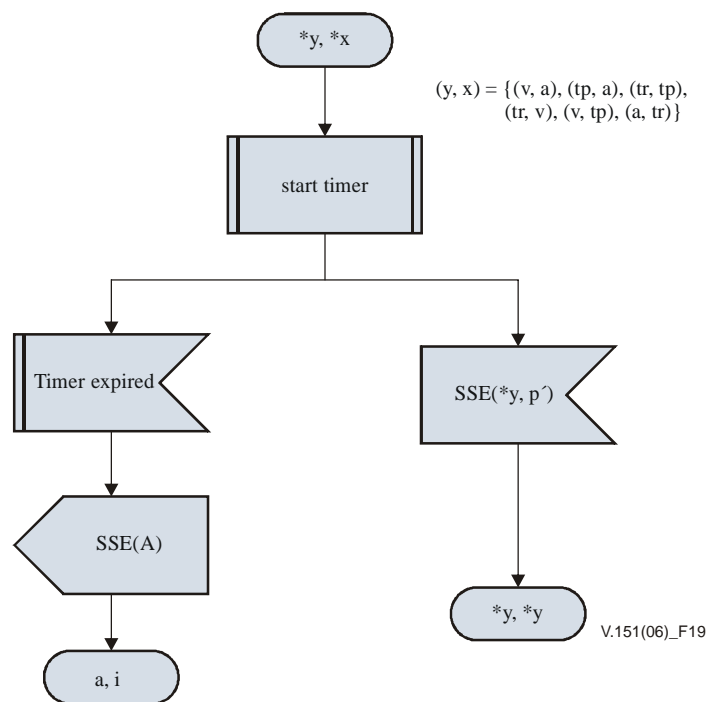 *y, *x
(y, x) = {(v, a), (tp, a), (tr, tp),
(tr, v), (v, tp), (a, tr)}
start timer
Timer expired
SSE(*y, p´)
SSE(A)
*y, *y
V.151(06)_F19
a, i